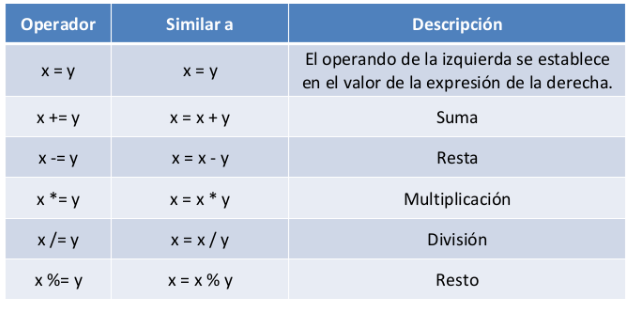 Operador Similar a Descripción
x = y x = y El operando de la izquierda se establece
en el valor de la expresión de la derecha.
x += y x = x + y Suma
x -= y x = x - y Resta
x *= y x = x * y Multiplicación
x /= y x = x / y División
x %= y x = x % y Resto